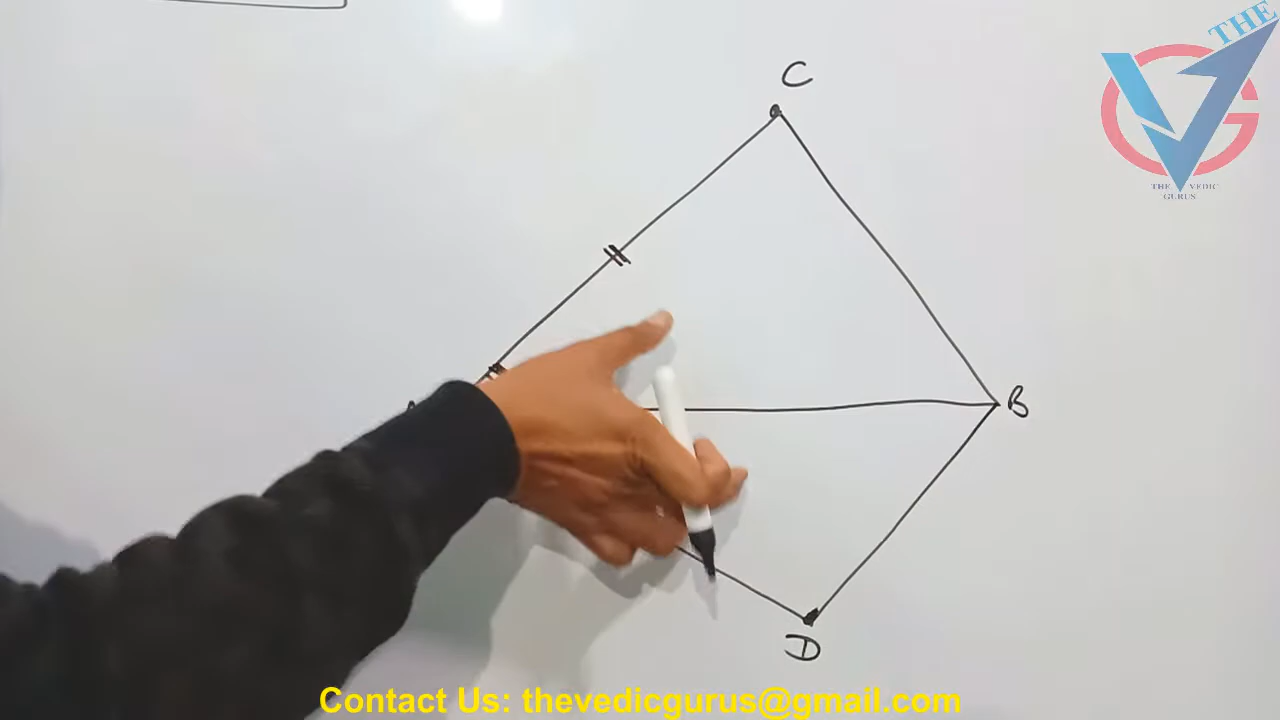 C
THE
THE VEDIC
GURUS
B
D
Contact Us: thevedicgurus@gmail.com